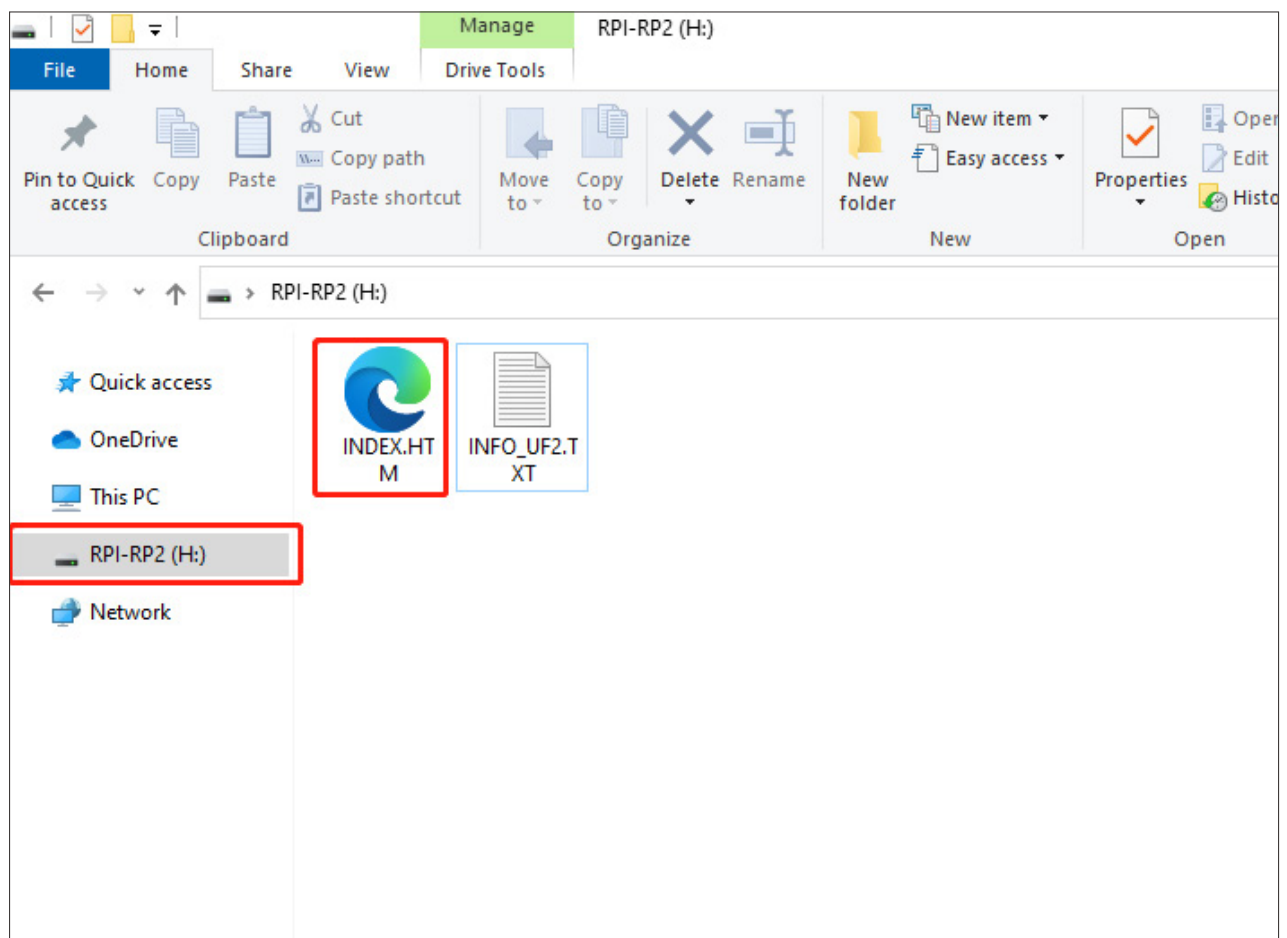 Manage
RPI-RP2 (H:)
File
Home
Share
View
Drive Tools
Pin to Quick
access
Copy
Paste
Cut
Copy path
Paste shortcut
Clipboard
Move
to
Copy
to
Delete
Rename
Organize
New
folder
New item
Easy access
New
Properties
Open
Edit
Histo
Open
RPI-RP2 (H:)
Quick access
OneDrive
This PC
RPI-RP2 (H:)
Network
INDEX.HT
M
INFO_UF2.T
XT